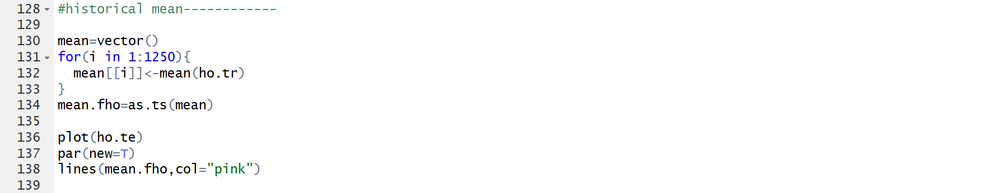 128 #historical mean------------
129
130 mean=vector()
131 for(i in 1:1250){
132   mean[[i]]<-mean(ho.tr)
133 }
134 mean.fho=as.ts(mean)
135
136 plot(ho.te)
137 par(new=T)
138 lines(mean.fho,col="pink")
139